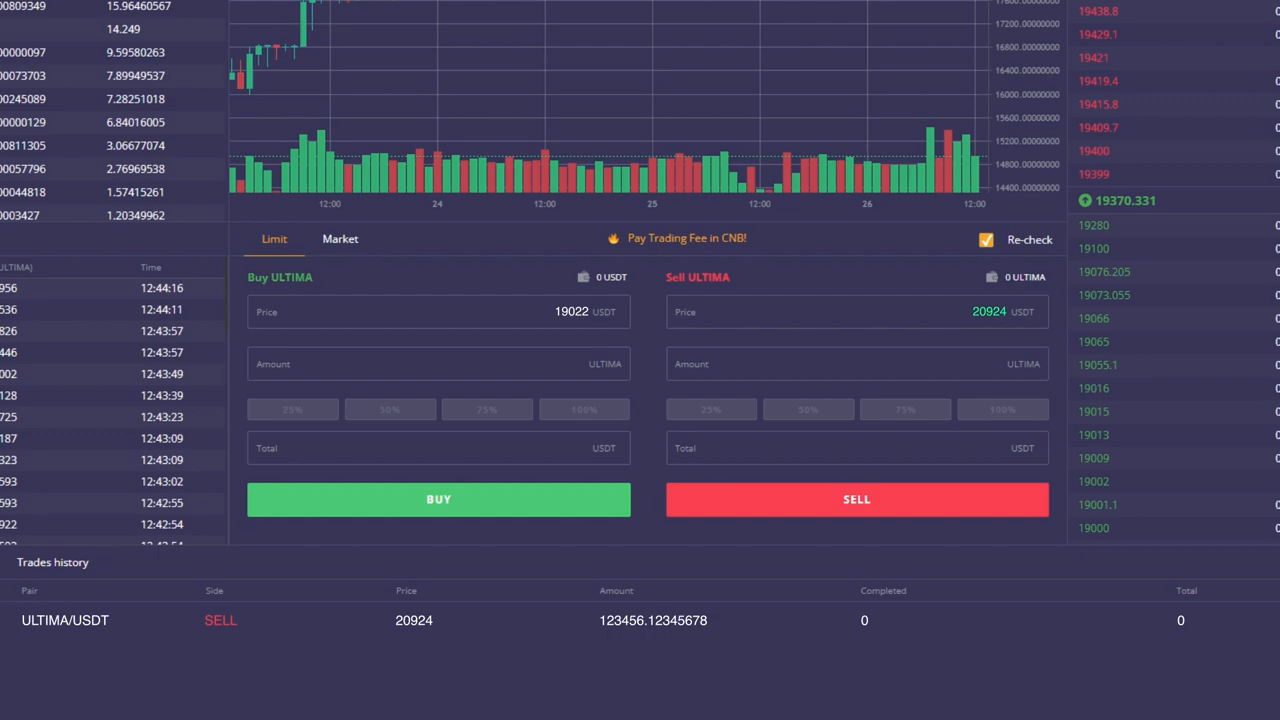 00809349 15.96460567
14.249
00000097 9.59580263
00073703 7.89949537
00245089 7.28251018
00000129 6.84016005
00811305 3.06677074
00057796 2.76969538
00044818 1.57415261
0003427 1.20349962
ULTIMA) Time
956 12:44:16
536 12:44:11
826 12:43:57
446 12:43:57
002 12:43:49
128 12:43:39
725 12:43:23
187 12:43:09
323 12:43:09
593 12:43:02
593 12:42:55
922 12:42:54
17200.00000000
16800.00000000
16400.00000000
16000.00000000
15600.00000000
15200.00000000
14800.00000000
14400.00000000
12:00 24 12:00 25 12:00 26 12:00
Limit Market Pay Trading Fee in CNB! Re-check
Buy ULTIMA 0 USDT
Price 19022 USDT
Amount ULTIMA
25% 50% 75% 100%
Total USDT
BUY
Sell ULTIMA 0 ULTIMA
Price 20924 USDT
Amount ULTIMA
25% 50% 75% 100%
Total USDT
SELL
19438.8
19429.1
19421
19419.4
19415.8
19409.7
19400
19399
19370.331
19280
19100
19076.205
19073.055
19066
19065
19055.1
19016
19015
19013
19009
19002
19001.1
19000
Trades history
Pair Side Price Amount Completed Total
ULTIMA/USDT SELL 20924 123456.12345678 0 0